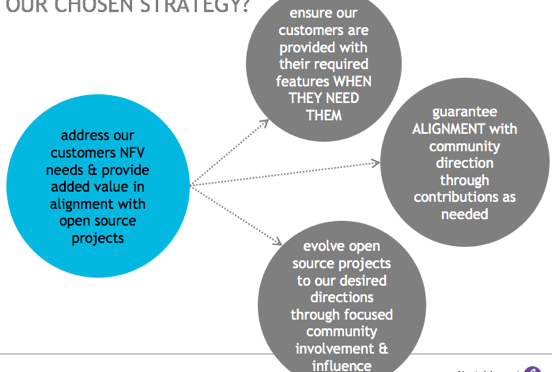 OUR CHOSEN STRATEGY?
ensure our
customers are
provided with
their required
features WHEN
THEY NEED
THEM
address our
customers NFV
needs & provide
added value in
alignment with
open source
projects
guarantee
ALIGNMENT with
community
direction
through
contributions as
needed
evolve open
source projects
to our desired
directions
through focused
community
involvement &
influence